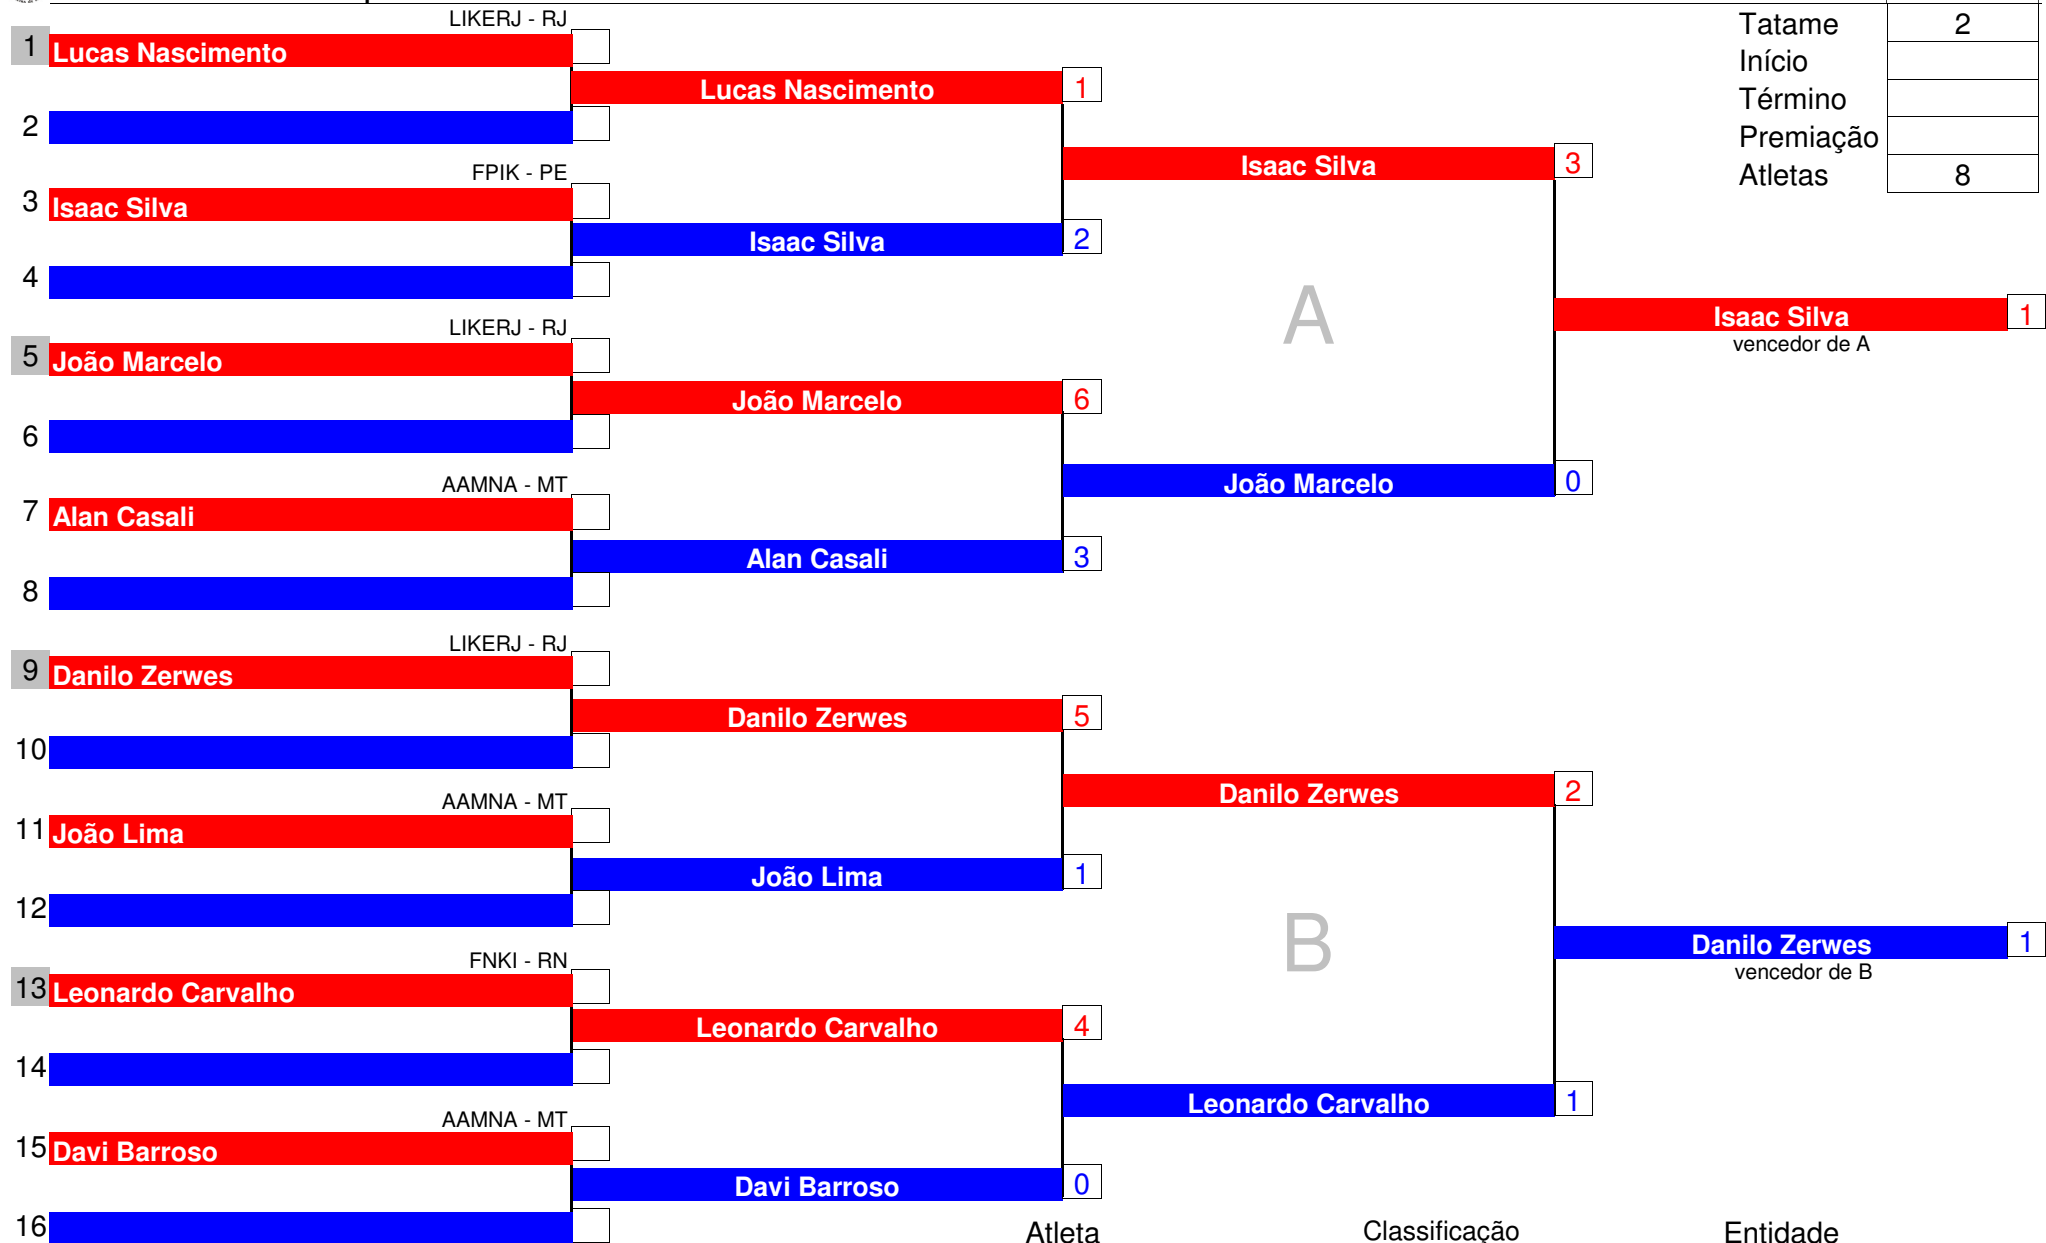 LIKERJ - RJ
Tatame 2
1 Lucas Nascimento
Início
Lucas Nascimento 1
Término
2
Premiação
Isaac Silva 3
FPIK - PE
Atletas 8
3 Isaac Silva
Isaac Silva 2
4
A
Isaac Silva 1
LIKERJ - RJ
vencedor de A
5 João Marcelo
João Marcelo 6
6
João Marcelo 0
AAMNA - MT
7 Alan Casali
Alan Casali 3
8
LIKERJ - RJ
9 Danilo Zerwes
Danilo Zerwes 5
10
Danilo Zerwes 2
AAMNA - MT
11 João Lima
João Lima 1
12
B
Danilo Zerwes 1
FNKI - RN
vencedor de B
13 Leonardo Carvalho
Leonardo Carvalho 4
14
Leonardo Carvalho 1
AAMNA - MT
15 Davi Barroso
Davi Barroso 0
16
Atleta Classificação Entidade